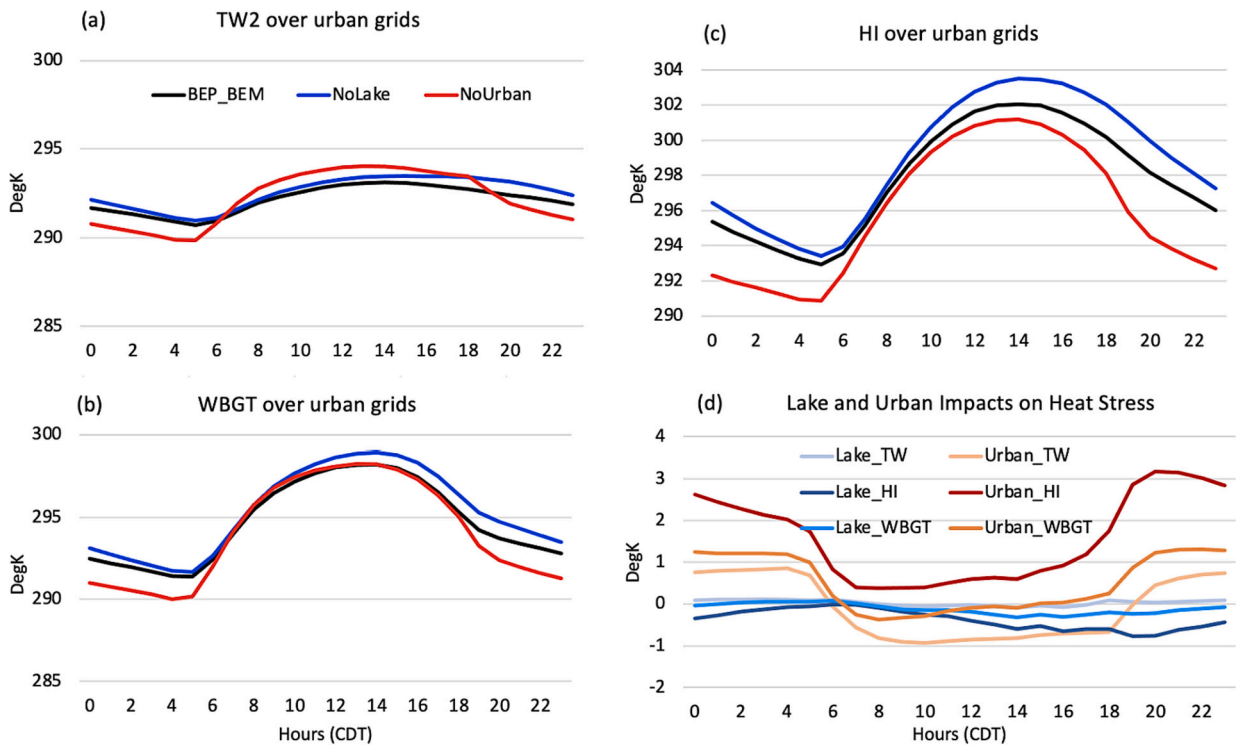 (a) TW2 over urban grids
300
BEP_BEM NoLake NoUrban
295
DegK
290
285
0 2 4 6 8 10 12 14 16 18 20 22
(b) WBGT over urban grids
300
295
DegK
290
285
0 2 4 6 8 10 12 14 16 18 20 22
Hours (CDT)
(c) HI over urban grids
304
302
300
298
DegK
296
294
292
290
0 2 4 6 8 10 12 14 16 18 20 22
(d) Lake and Urban Impacts on Heat Stress
4
Lake_TW Urban_TW
3
Lake_HI Urban_HI
2
Lake_WBGT Urban_WBGT
DegK
1
0
-1
-2
0 2 4 6 8 10 12 14 16 18 20 22
Hours (CDT)